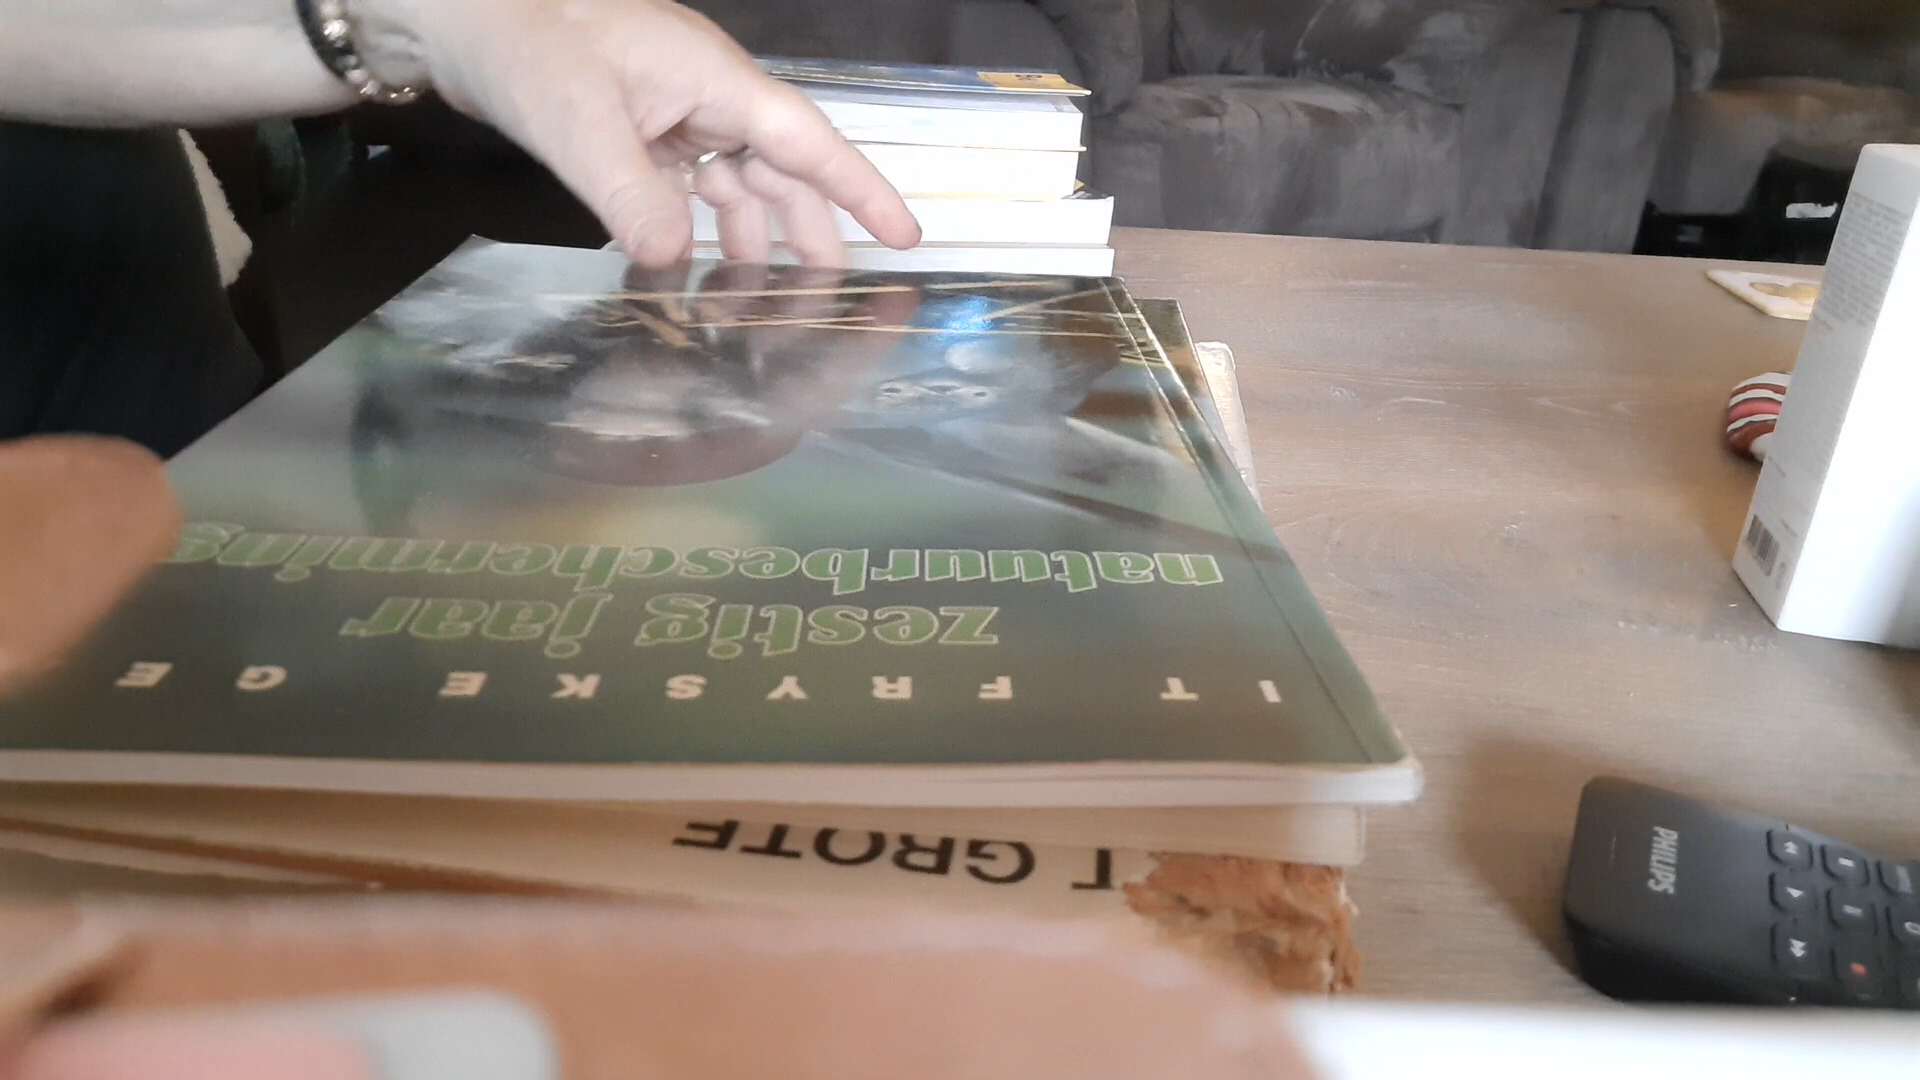 IT FRYSKE GE
zestig jaar
natuurbescherming
T GROTE
PHILIPS